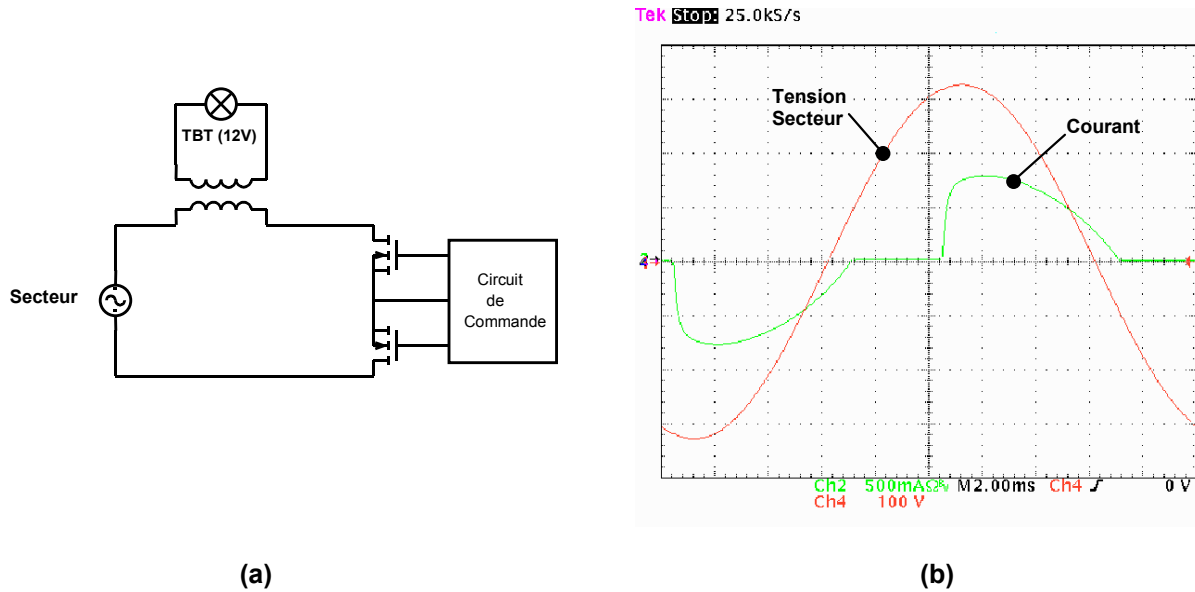 TBT (12V)
Secteur
Circuit
de
Commande
(a)
Tek Stop: 25.0kS/s
Tension
Secteur
Courant
Ch2 500mAΩ M2.00ms Ch4 0 V
Ch4 100 V
(b)